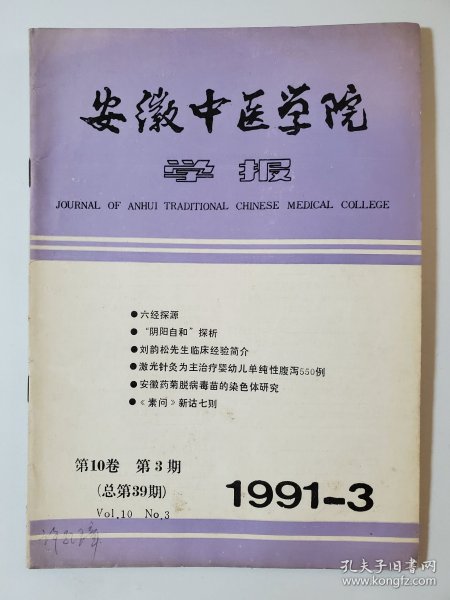 安徽中医学院
学报
JOURNAL OF ANHUI TRADITIONAL CHINESE MEDICAL COLLEGE
●六经探源
●“阴阳自和”探析
●刘韵松先生临床经验简介
●激光针灸为主治疗婴幼儿单纯性腹泻550例
●安徽药菊脱病毒苗的染色体研究
●《素问》新诂七则
第10卷 第3期
(总第39期)
Vol.10 No.3
1991-3
孔夫子旧书网
www.kongfz.com